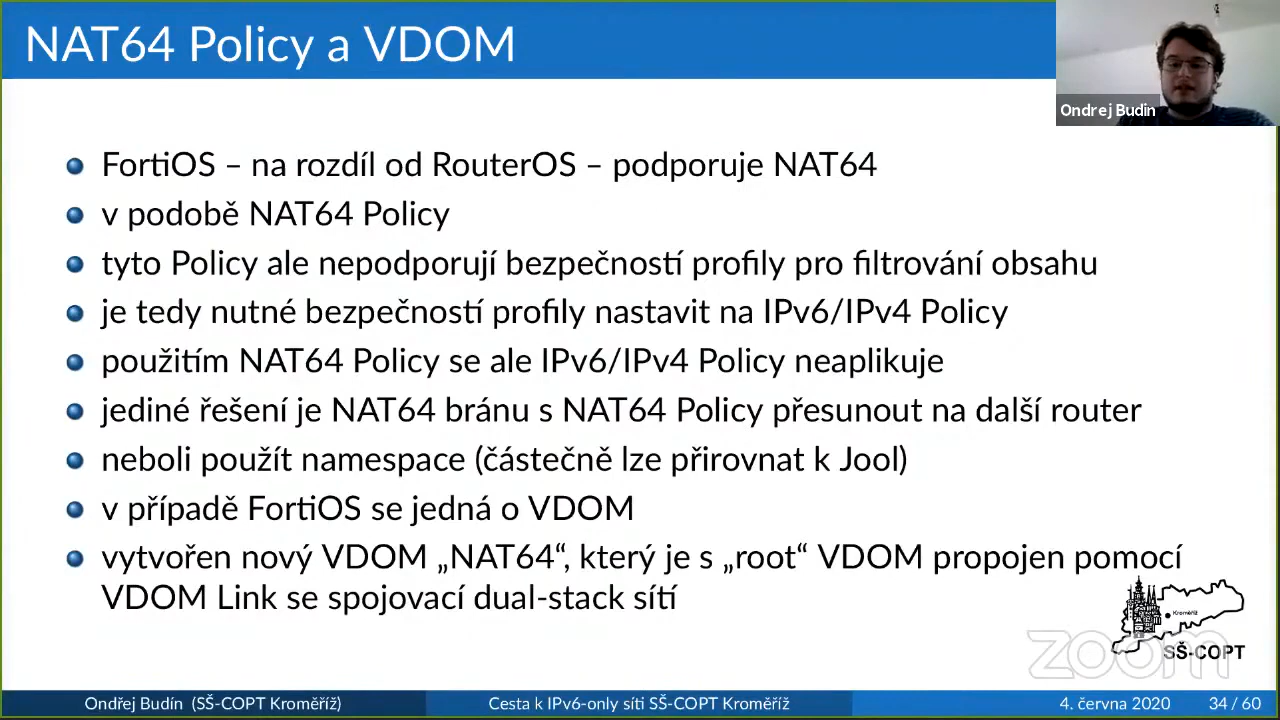 NAT64 Policy a VDOM
Ondrej Budin
FortiOS – na rozdíl od RouterOS – podporuje NAT64
v podobě NAT64 Policy
tyto Policy ale nepodporují bezpečností profily pro filtrování obsahu
je tedy nutné bezpečností profily nastavit na IPv6/IPv4 Policy
použitím NAT64 Policy se ale IPv6/IPv4 Policy neaplikuje
jediné řešení je NAT64 bránu s NAT64 Policy přesunout na další router
neboli použít namespace (částečně lze přirovnat k Jool)
v případě FortiOS se jedná o VDOM
vytvořen nový VDOM „NAT64“, který je s „root“ VDOM propojen pomocí
VDOM Link se spojovací dual-stack sítí
Kroměříž
zoom
SŠ-COPT
Ondřej Budín (SŠ-COPT Kroměříž)
Cesta k IPv6-only síti SŠ-COPT Kroměříž
4. června 2020
34 / 60